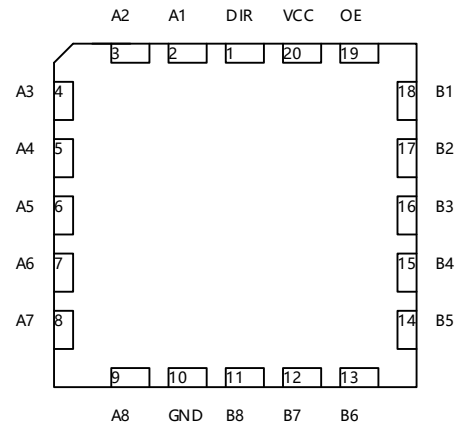 A2 A1 DIR VCC OE
3 2 1 20 19
A3 4 18 B1
A4 5 17 B2
A5 6 16 B3
A6 7 15 B4
A7 8 14 B5
9 10 11 12 13
A8 GND B8 B7 B6